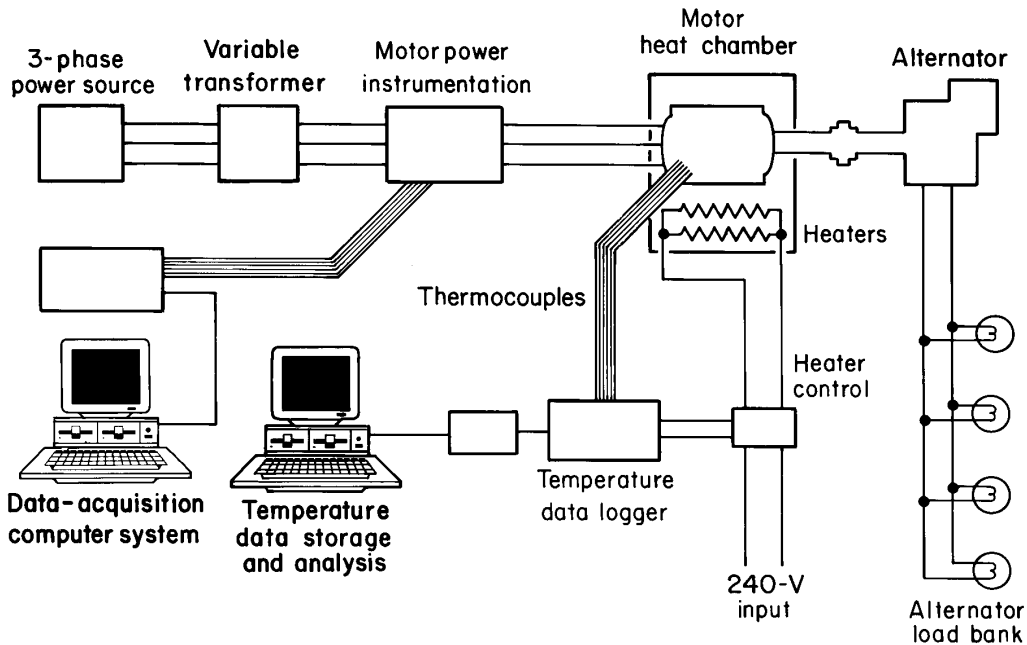 3-phase
power source
Variable
transformer
Motor power
instrumentation
Motor
heat chamber
Alternator
Heaters
Thermocouples
Heater
control
Data-acquisition
computer system
Temperature
data storage
and analysis
Temperature
data logger
240-V
input
Alternator
load bank